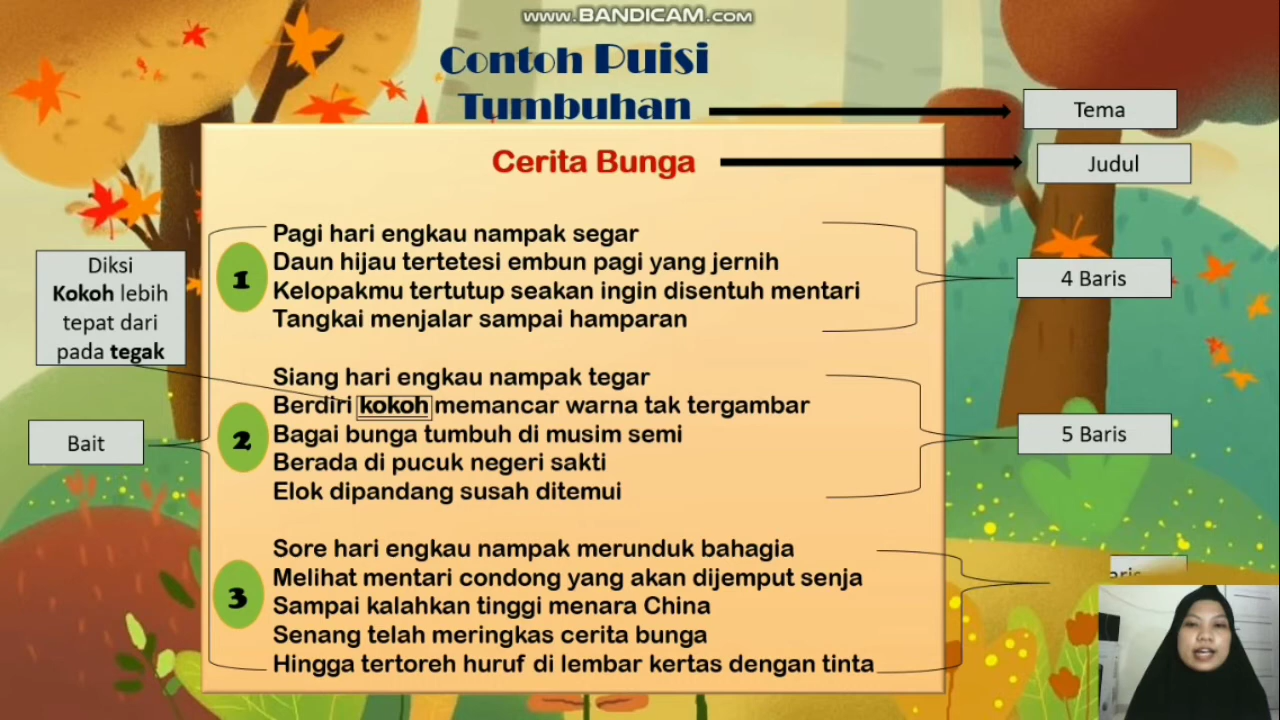 WWW.BANDICAM.COM
Contoh Puisi
Tumbuhan
Tema
Cerita Bunga
Judul
Pagi hari engkau nampak segar
Daun hijau tertetesi embun pagi yang jernih
Kelopakmu tertutup seakan ingin disentuh mentari
Tangkai menjalar sampai hamparan
1
4 Baris
Diksi
Kokoh lebih
tepat dari
pada tegak
Siang hari engkau nampak tegar
Berdiri kokoh memancar warna tak tergambar
Bagai bunga tumbuh di musim semi
Berada di pucuk negeri sakti
Elok dipandang susah ditemui
2
5 Baris
Bait
Sore hari engkau nampak merunduk bahagia
Melihat mentari condong yang akan dijemput senja
Sampai kalahkan tinggi menara China
Senang telah meringkas cerita bunga
Hingga tertoreh huruf di lembar kertas dengan tinta
3